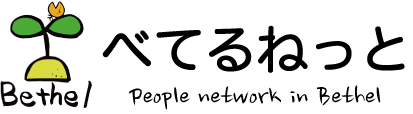 Bethel
べてるねっと
People network in Bethel